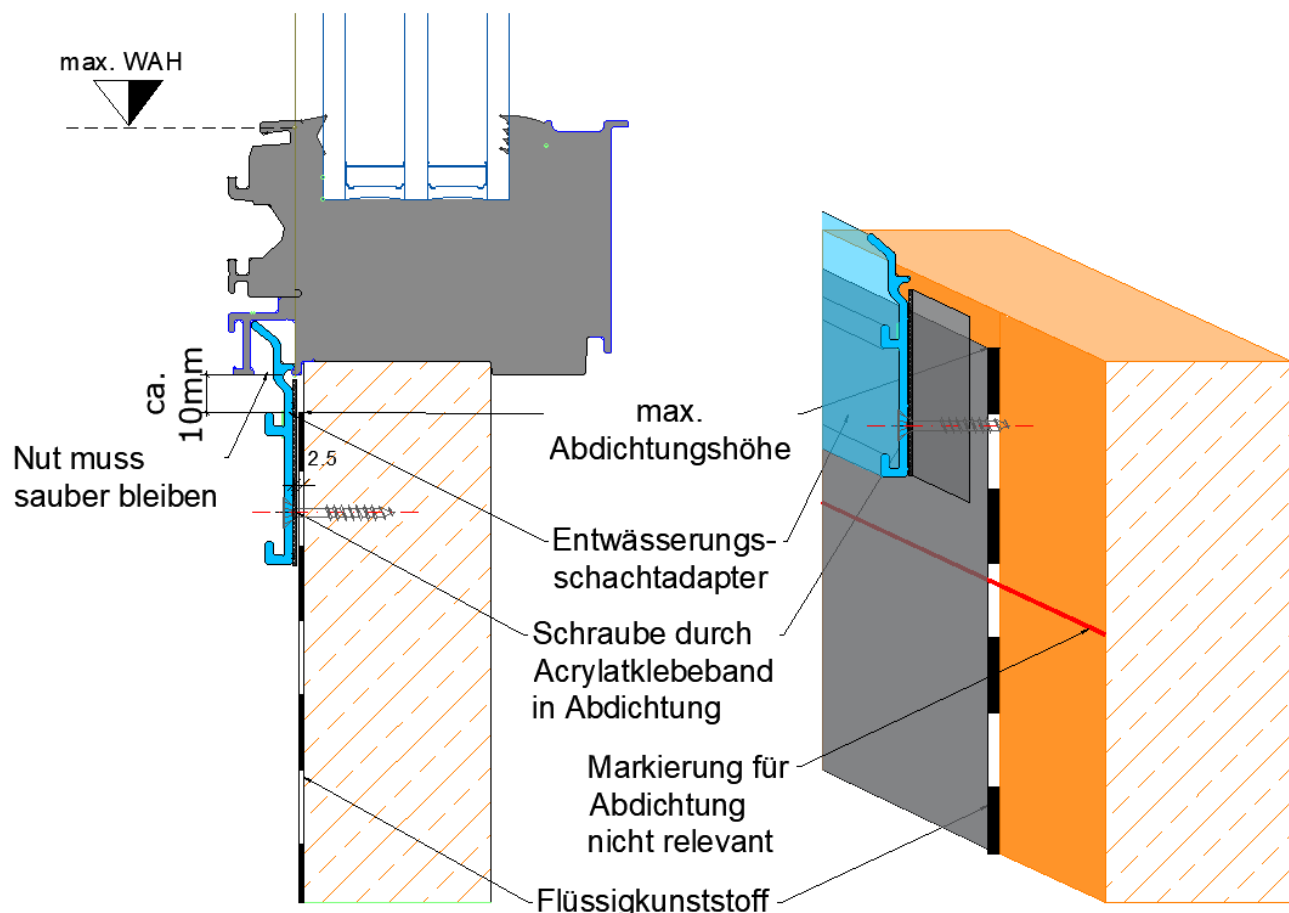 max. WAH
ca.
10mm
Nut muss
sauber bleiben
2.5
max.
Abdichtungshöhe
Entwässerungs-
schachtadapter
Schraube durch
Acrylatklebeband
in Abdichtung
Markierung für
Abdichtung
nicht relevant
Flüssigkunststoff